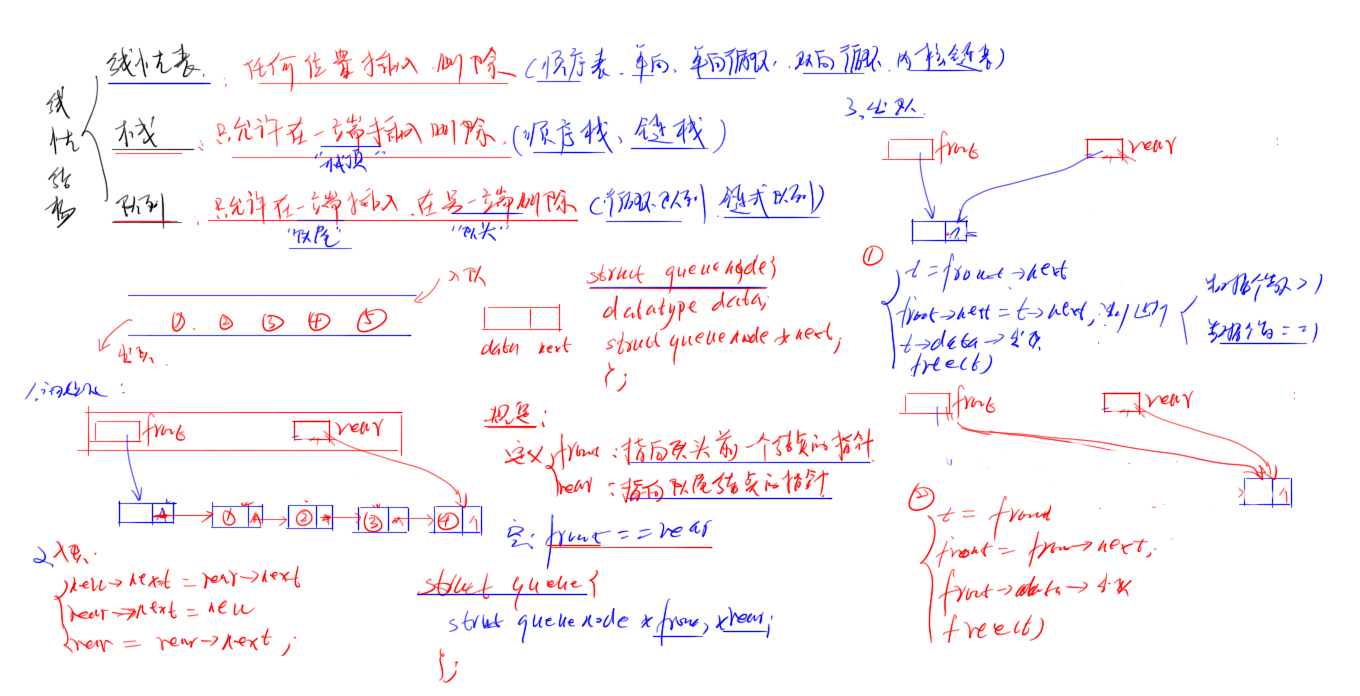 线性结构
线性表:任何位置插入、删除(顺序表、单向、单向循环、双向循环、内核链表)
栈:只允许在一端插入删除(顺序栈、链栈)
"栈顶"
队列:只允许在一端插入,在另一端删除(循环队列、链式队列)
"队尾" "队头"
入队
① ② ③ ④ ⑤
出队
data next
struct queuenode{
datatype data;
struct queuenode *next;
};
1、初始化:
front rear
① ② ③ ④
规定:
定义 front:指向队头前一个结点的指针
rear:指向队尾结点的指针
空:front==rear
2、入队:
new->next=rear->next
rear->next=new
rear=rear->next;
struct queue{
struct queuenode *front,*rear;
};
3、出队
front rear
①
t=front->next
front->next=t->next;
t->data->出队
free(t)
>1
==1
front rear
②
t=front
front=front->next;
front->data->出队
free(t)